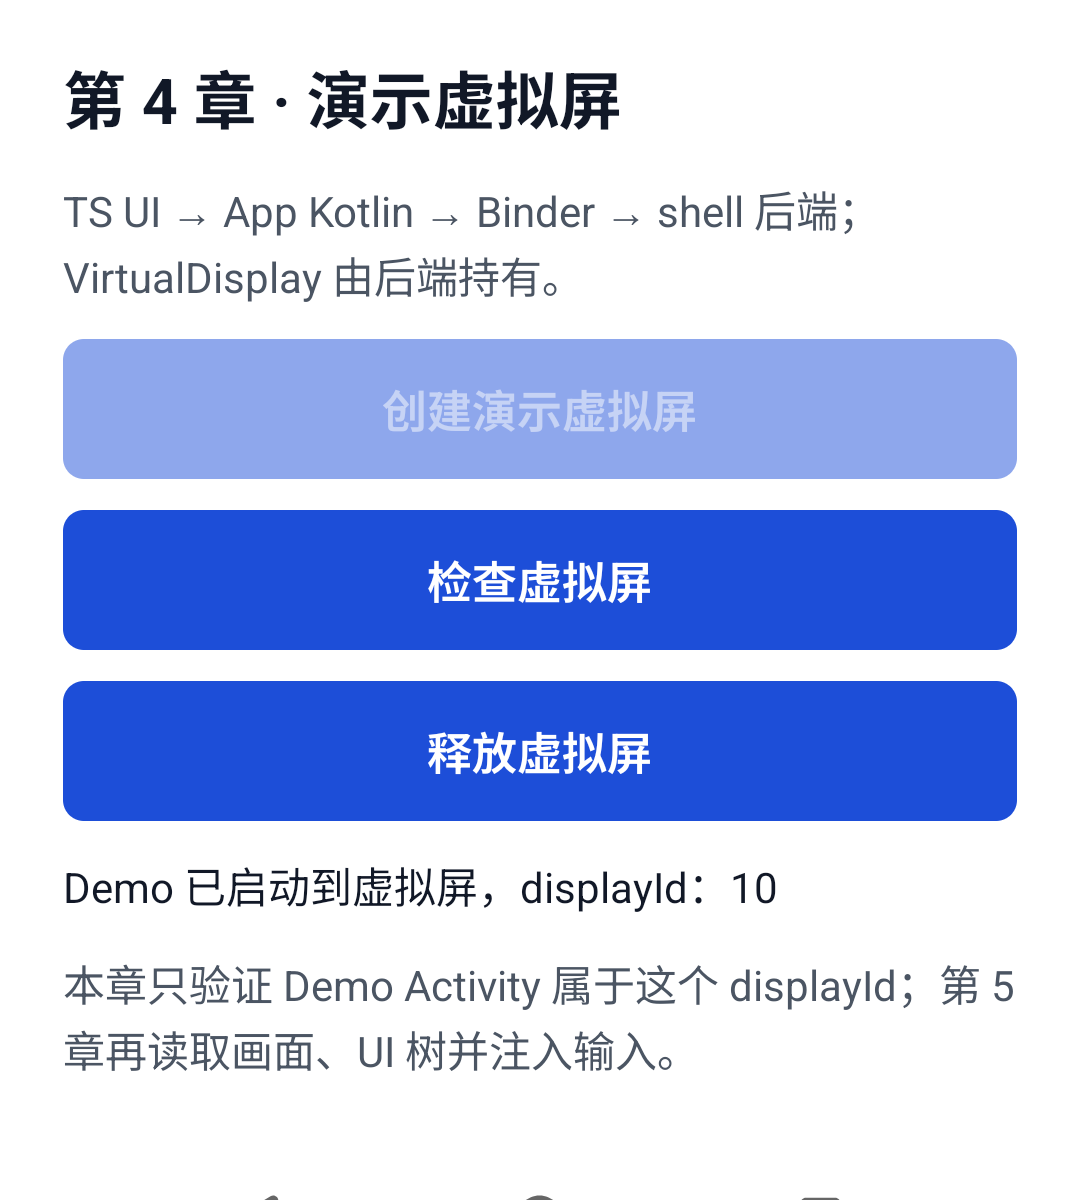 第 4 章 · 演示虚拟屏
TS UI → App Kotlin → Binder → shell 后端；
VirtualDisplay 由后端持有。
创建演示虚拟屏
检查虚拟屏
释放虚拟屏
Demo 已启动到虚拟屏，displayId：10
本章只验证 Demo Activity 属于这个 displayId；第 5
章再读取画面、UI 树并注入输入。